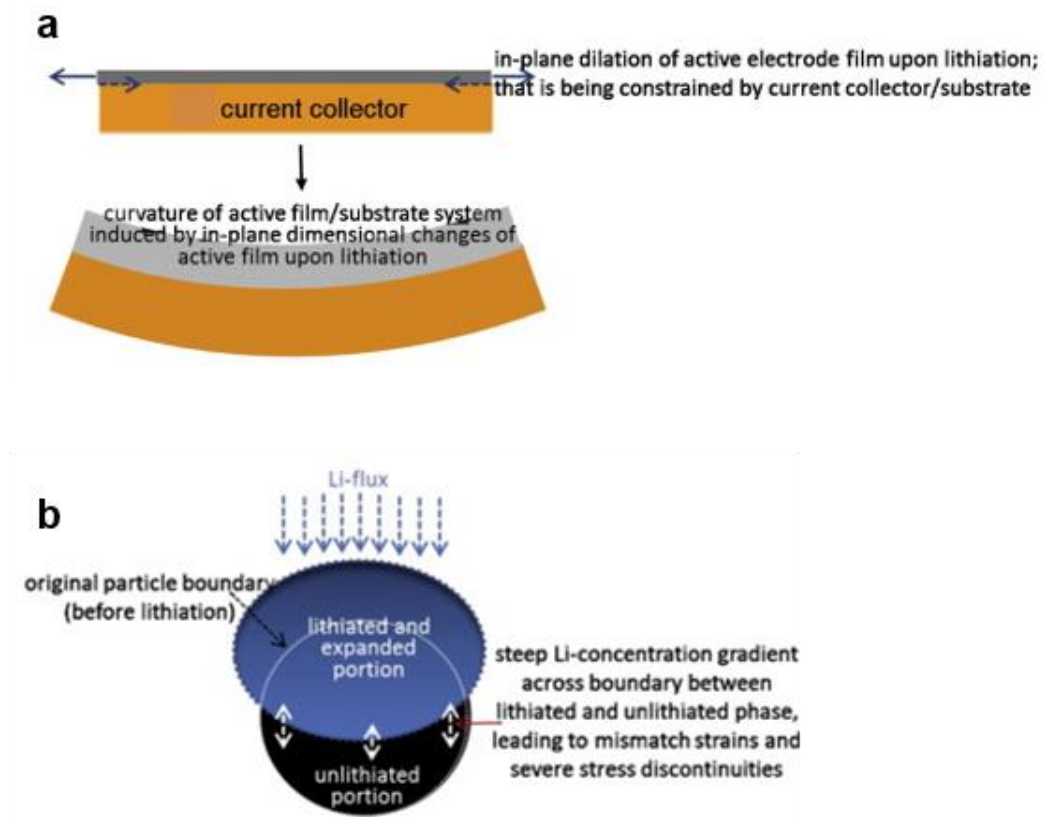 a
in-plane dilation of active electrode film upon lithiation;
that is being constrained by current collector/substrate
current collector
curvature of active film/substrate system
induced by in-plane dimensional changes of
active film upon lithiation
b
Li-flux
original particle boundary
(before lithiation)
lithiated and
expanded
portion
steep Li-concentration gradient
across boundary between
lithiated and unlithiated phase,
leading to mismatch strains and
severe stress discontinuities
unlithiated
portion